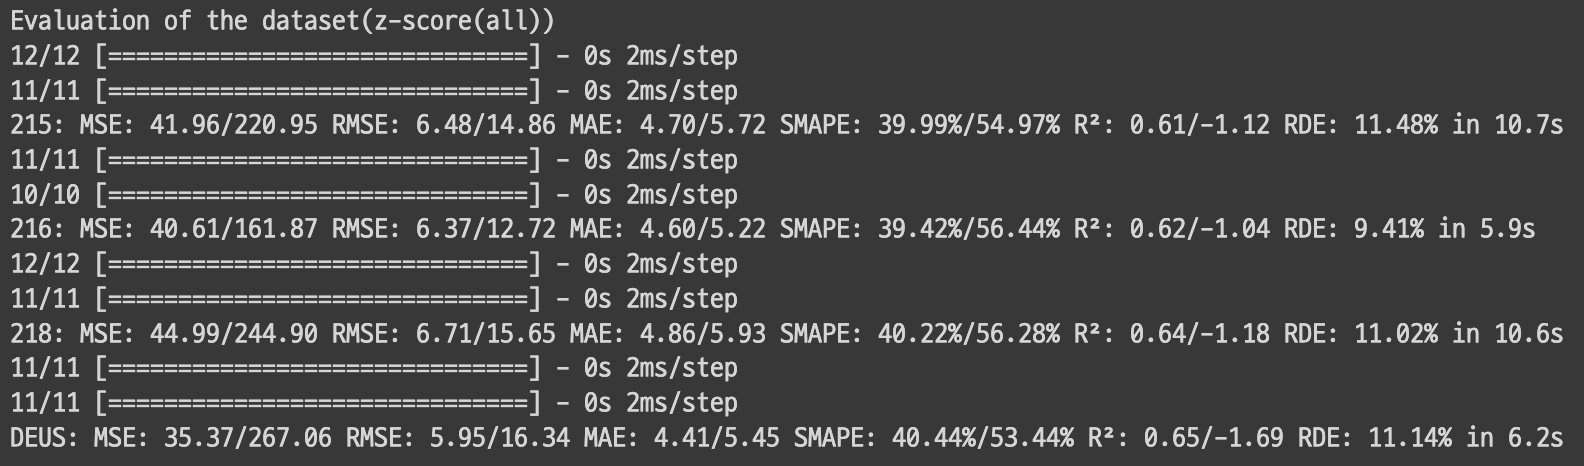 Evaluation of the dataset(z-score(all))
12/12 [==============================] - 0s 2ms/step
11/11 [==============================] - 0s 2ms/step
215: MSE: 41.96/220.95 RMSE: 6.48/14.86 MAE: 4.70/5.72 SMAPE: 39.99%/54.97% R²: 0.61/-1.12 RDE: 11.48% in 10.7s
11/11 [==============================] - 0s 2ms/step
10/10 [==============================] - 0s 2ms/step
216: MSE: 40.61/161.87 RMSE: 6.37/12.72 MAE: 4.60/5.22 SMAPE: 39.42%/56.44% R²: 0.62/-1.04 RDE: 9.41% in 5.9s
12/12 [==============================] - 0s 2ms/step
11/11 [==============================] - 0s 2ms/step
218: MSE: 44.99/244.90 RMSE: 6.71/15.65 MAE: 4.86/5.93 SMAPE: 40.22%/56.28% R²: 0.64/-1.18 RDE: 11.02% in 10.6s
11/11 [==============================] - 0s 2ms/step
11/11 [==============================] - 0s 2ms/step
DEUS: MSE: 35.37/267.06 RMSE: 5.95/16.34 MAE: 4.41/5.45 SMAPE: 40.44%/53.44% R²: 0.65/-1.69 RDE: 11.14% in 6.2s